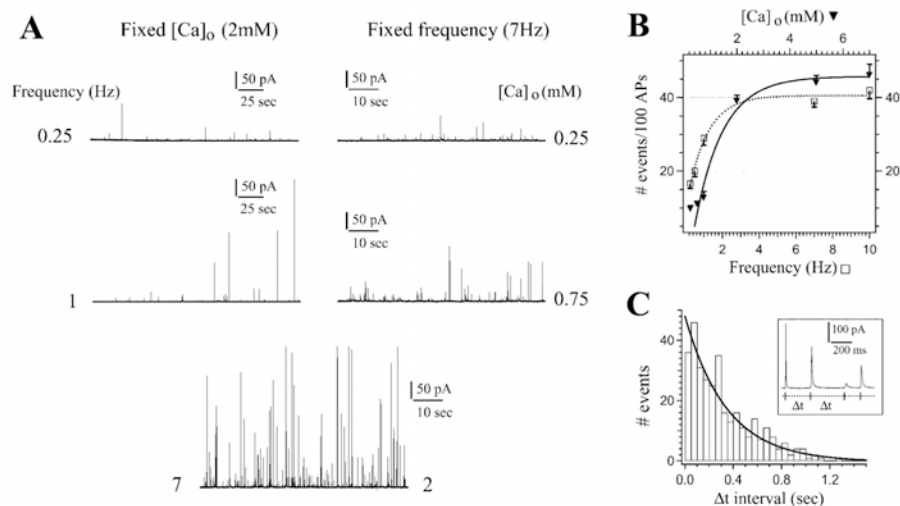 A
Fixed [Ca]o (2mM)
Fixed frequency (7Hz)
Frequency (Hz)
50 pA
25 sec
50 pA
10 sec
[Ca]o (mM)
0.25
0.25
50 pA
25 sec
50 pA
10 sec
1
0.75
50 pA
10 sec
7
2
B
[Ca]o (mM) ▼
0 2 4 6
# events/100 APs
40
20
40
20
0 2 4 6 8 10
Frequency (Hz) □
C
# events
40
20
0
0.0 0.4 0.8 1.2
Δt interval (sec)
100 pA
200 ms
Δt Δt